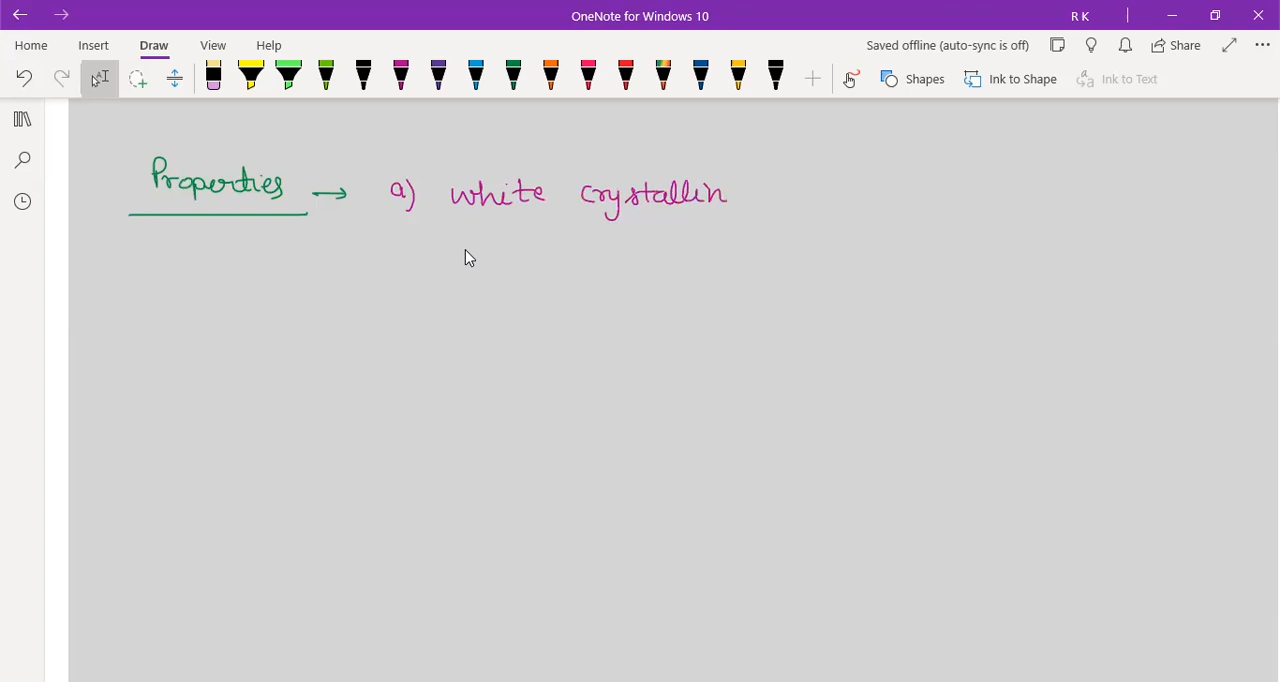 OneNote for Windows 10
R K
Home Insert Draw View Help
Saved offline (auto-sync is off) Share
Shapes Ink to Shape Ink to Text
Properties → a) white crystallin